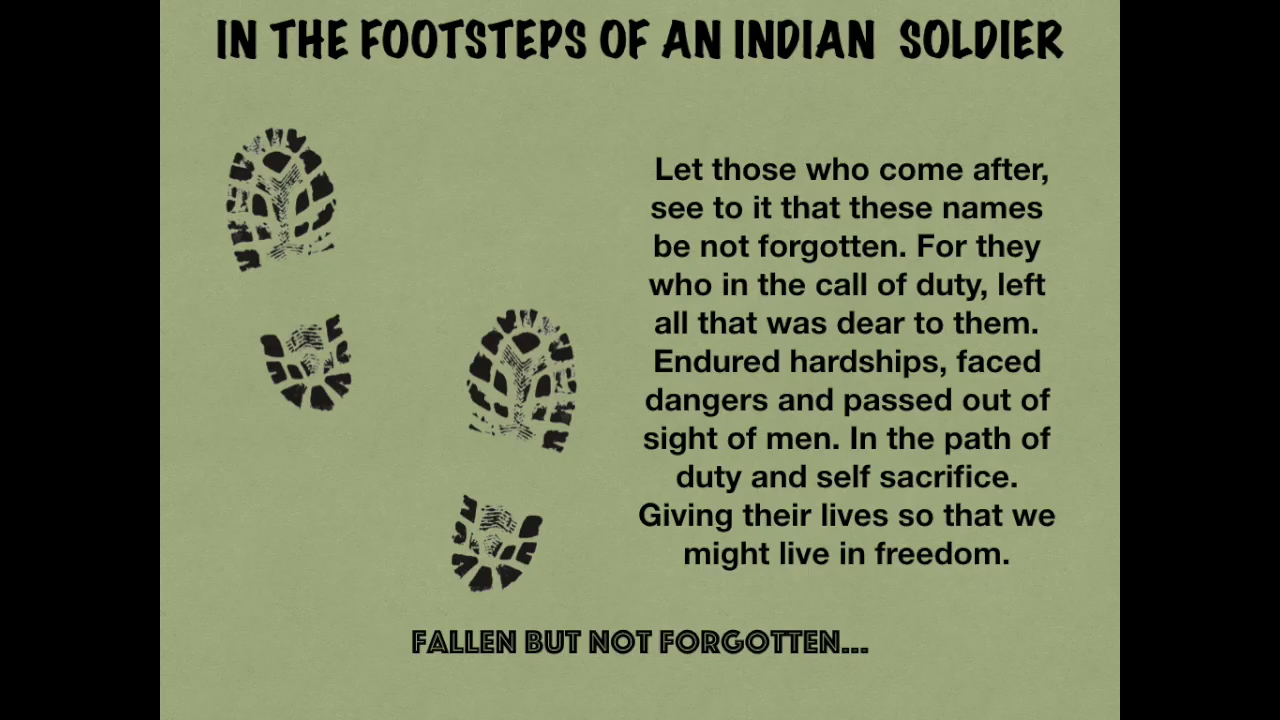 IN THE FOOTSTEPS OF AN INDIAN SOLDIER
Let those who come after,
see to it that these names
be not forgotten. For they
who in the call of duty, left
all that was dear to them.
Endured hardships, faced
dangers and passed out of
sight of men. In the path of
duty and self sacrifice.
Giving their lives so that we
might live in freedom.
FALLEN BUT NOT FORGOTTEN...